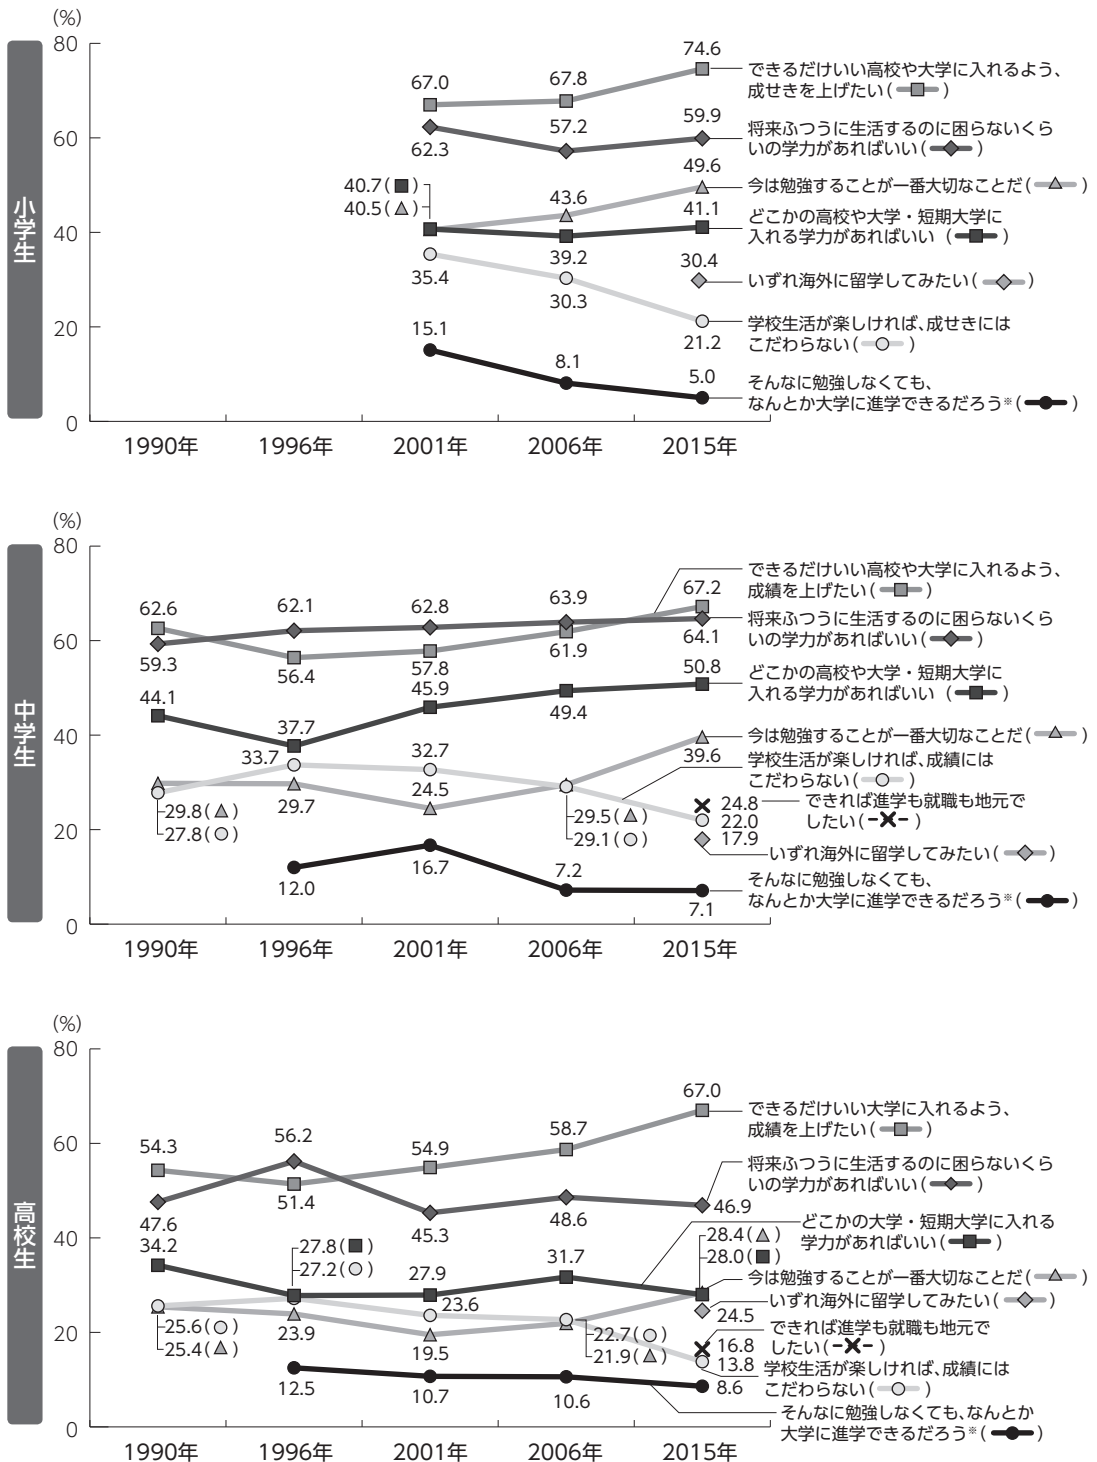 (%)
小学生
80
60
40
20
0
74.6
67.0
67.8
できるだけいい高校や大学に入れるよう、
成せきを上げたい( )
59.9
57.2
62.3
将来ふつうに生活するのに困らないくら
いの学力があればいい( )
49.6
43.6
40.7( )
40.5( )
今は勉強することが一番大切なことだ( )
41.1
39.2
どこかの高校や大学・短期大学に
入れる学力があればいい ( )
30.4
いずれ海外に留学してみたい( )
35.4
30.3
21.2
学校生活が楽しければ、成せきには
こだわらない( )
15.1
8.1
5.0
そんなに勉強しなくても、
なんとか大学に進学できるだろう※( )
1990年 1996年 2001年 2006年 2015年
(%)
中学生
80
60
40
20
0
できるだけいい高校や大学に入れるよう、
成績を上げたい( )
62.6
62.1
62.8
63.9
67.2
将来ふつうに生活するのに困らないくら
いの学力があればいい( )
59.3
56.4
57.8
61.9
64.1
44.1
37.7
45.9
49.4
50.8
どこかの高校や大学・短期大学に
入れる学力があればいい ( )
33.7
32.7
39.6
今は勉強することが一番大切なことだ( )
学校生活が楽しければ、成績には
こだわらない( )
29.8( )
27.8( )
29.7
24.5
29.5( )
29.1( )
24.8
22.0
17.9
できれば進学も就職も地元で
したい( )
いずれ海外に留学してみたい( )
12.0
16.7
7.2
7.1
そんなに勉強しなくても、
なんとか大学に進学できるだろう※( )
1990年 1996年 2001年 2006年 2015年
(%)
高校生
80
60
40
20
0
67.0
できるだけいい大学に入れるよう、
成績を上げたい( )
54.3
56.2
54.9
58.7
51.4
将来ふつうに生活するのに困らないくら
いの学力があればいい( )
47.6
45.3
48.6
46.9
34.2
27.8( )
27.2( )
27.9
31.7
28.4( )
28.0( )
どこかの大学・短期大学に入れる
学力があればいい( )
今は勉強することが一番大切なことだ( )
いずれ海外に留学してみたい( )
25.6( )
25.4( )
23.9
23.6
19.5
22.7( )
21.9( )
24.5
16.8
13.8
できれば進学も就職も地元で
したい( )
学校生活が楽しければ、成績には
こだわらない( )
12.5
10.7
10.6
8.6
そんなに勉強しなくても、なんとか
大学に進学できるだろう※( )
1990年 1996年 2001年 2006年 2015年